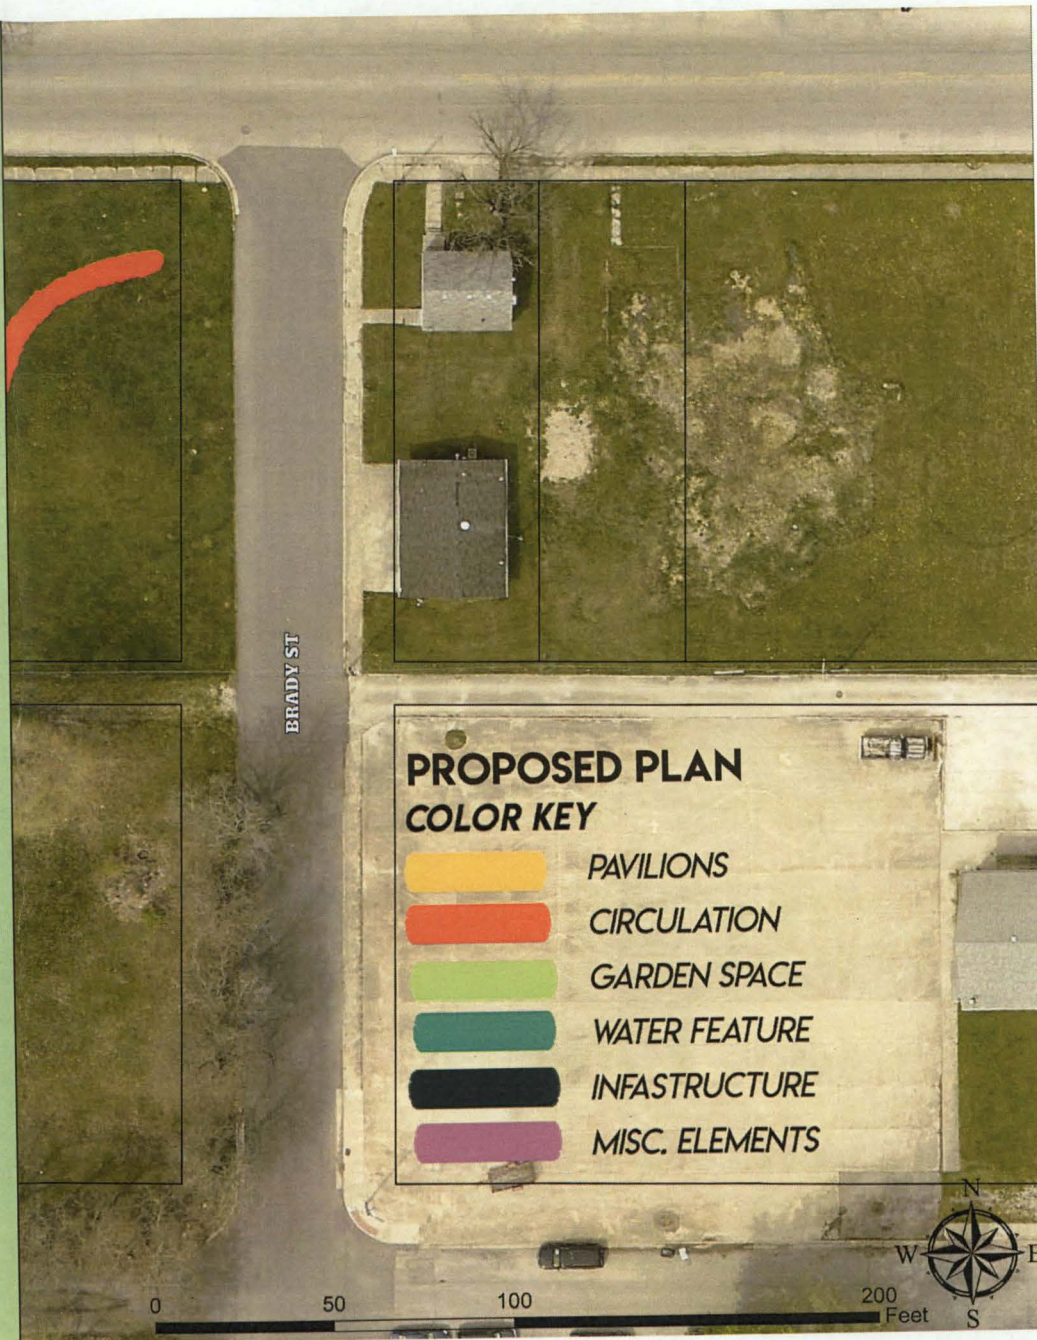 BRADY ST
PROPOSED PLAN
COLOR KEY
PAVILIONS
CIRCULATION
GARDEN SPACE
WATER FEATURE
INFASTRUCTURE
MISC. ELEMENTS
N
W E
S
0 50 100 200
Feet